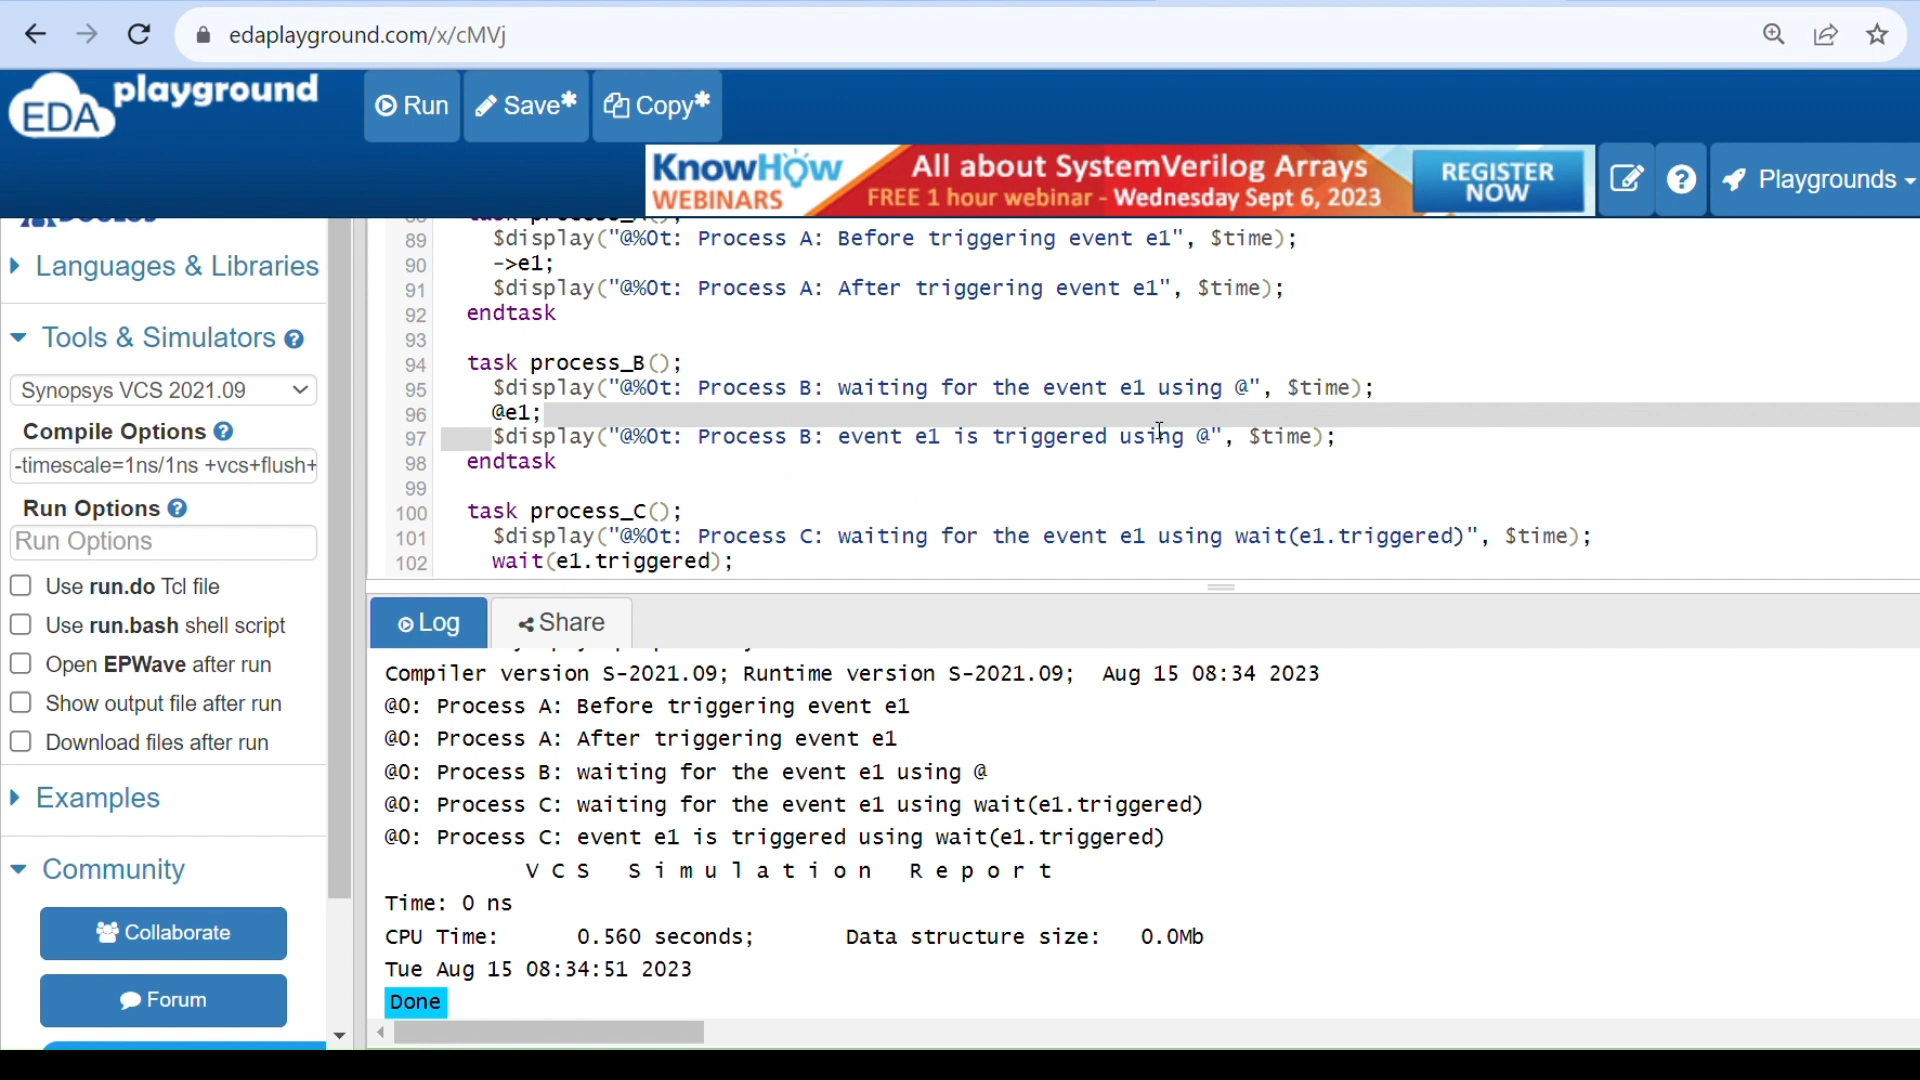 edaplayground.com/x/cMVj
EDA playground
Run
Save*
Copy*
KnowHow
WEBINARS
All about SystemVerilog Arrays
FREE 1 hour webinar - Wednesday Sept 6, 2023
REGISTER
NOW
Playgrounds
Languages & Libraries
Tools & Simulators
Synopsys VCS 2021.09
Compile Options
-timescale=1ns/1ns +vcs+flush+
Run Options
Run Options
Use run.do Tcl file
Use run.bash shell script
Open EPWave after run
Show output file after run
Download files after run
Examples
Community
Collaborate
Forum
89 $display("@%0t: Process A: Before triggering event e1", $time);
90 ->e1;
91 $display("@%0t: Process A: After triggering event e1", $time);
92 endtask
93
94 task process_B();
95 $display("@%0t: Process B: waiting for the event e1 using @", $time);
96 @e1;
97 $display("@%0t: Process B: event e1 is triggered using @", $time);
98 endtask
99
100 task process_C();
101 $display("@%0t: Process C: waiting for the event e1 using wait(e1.triggered)", $time);
102 wait(e1.triggered);
Log
Share
Compiler version S-2021.09; Runtime version S-2021.09; Aug 15 08:34 2023
@0: Process A: Before triggering event e1
@0: Process A: After triggering event e1
@0: Process B: waiting for the event e1 using @
@0: Process C: waiting for the event e1 using wait(e1.triggered)
@0: Process C: event e1 is triggered using wait(e1.triggered)
V C S S i m u l a t i o n R e p o r t
Time: 0 ns
CPU Time: 0.560 seconds; Data structure size: 0.0Mb
Tue Aug 15 08:34:51 2023
Done